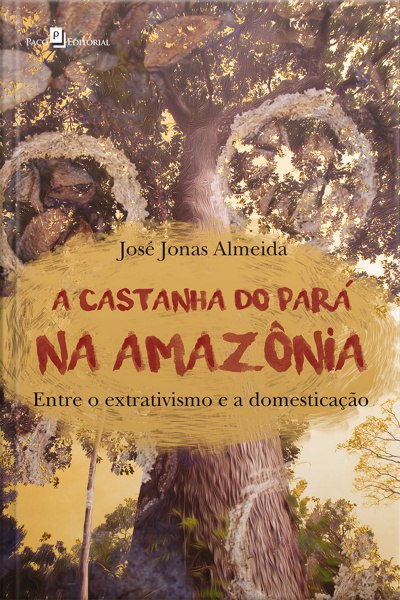 Paco P Editorial
José Jonas Almeida
A CASTANHA DO PARÁ
NA AMAZÔNIA
Entre o extrativismo e a domesticação